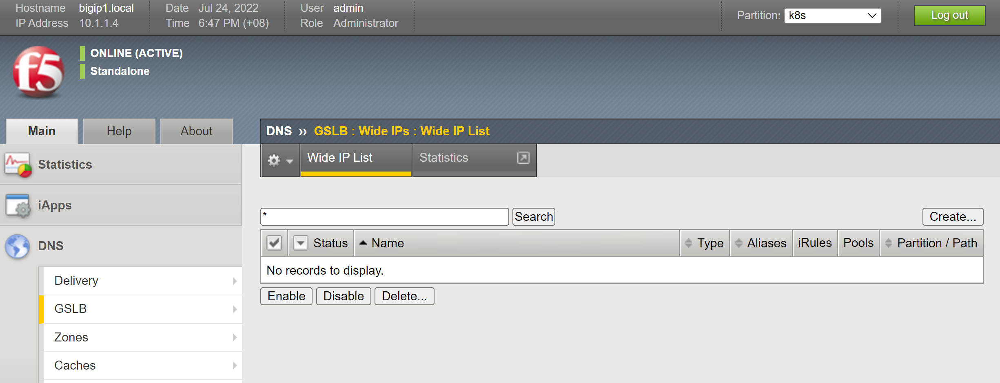 Hostname bigip1.local Date Jul 24, 2022 User admin
IP Address 10.1.1.4 Time 6:47 PM (+08) Role Administrator
Partition: k8s Log out
f5
ONLINE (ACTIVE)
Standalone
Main Help About
DNS ›› GSLB : Wide IPs : Wide IP List
Wide IP List Statistics
Statistics
iApps
DNS
Delivery
GSLB
Zones
Caches
* Search Create...
Status Name Type Aliases iRules Pools Partition / Path
No records to display.
Enable Disable Delete...